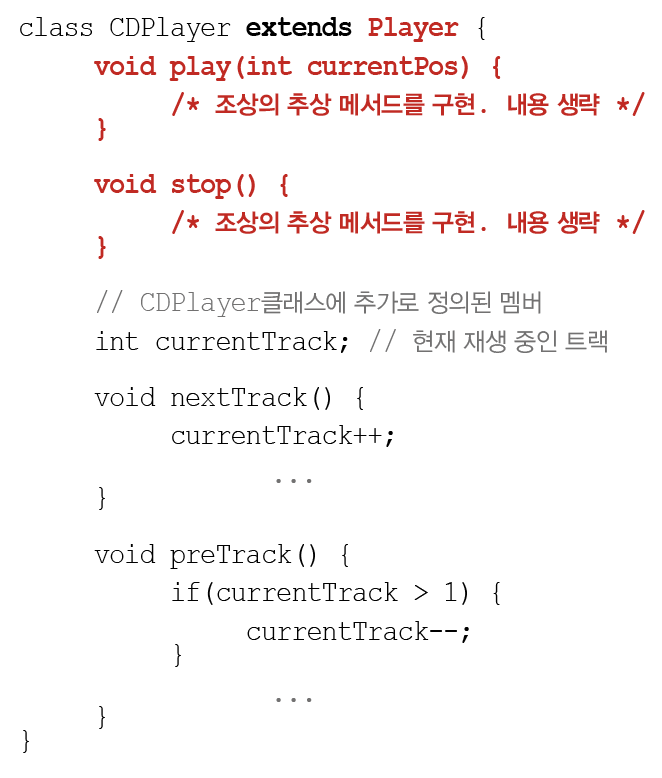 class CDPlayer extends Player {
void play(int currentPos) {
/* 조상의 추상 메서드를 구현. 내용 생략 */
}
void stop() {
/* 조상의 추상 메서드를 구현. 내용 생략 */
}
// CDPlayer클래스에 추가로 정의된 멤버
int currentTrack; // 현재 재생 중인 트랙
void nextTrack() {
currentTrack++;
...
}
void preTrack() {
if(currentTrack > 1) {
currentTrack--;
}
...
}
}